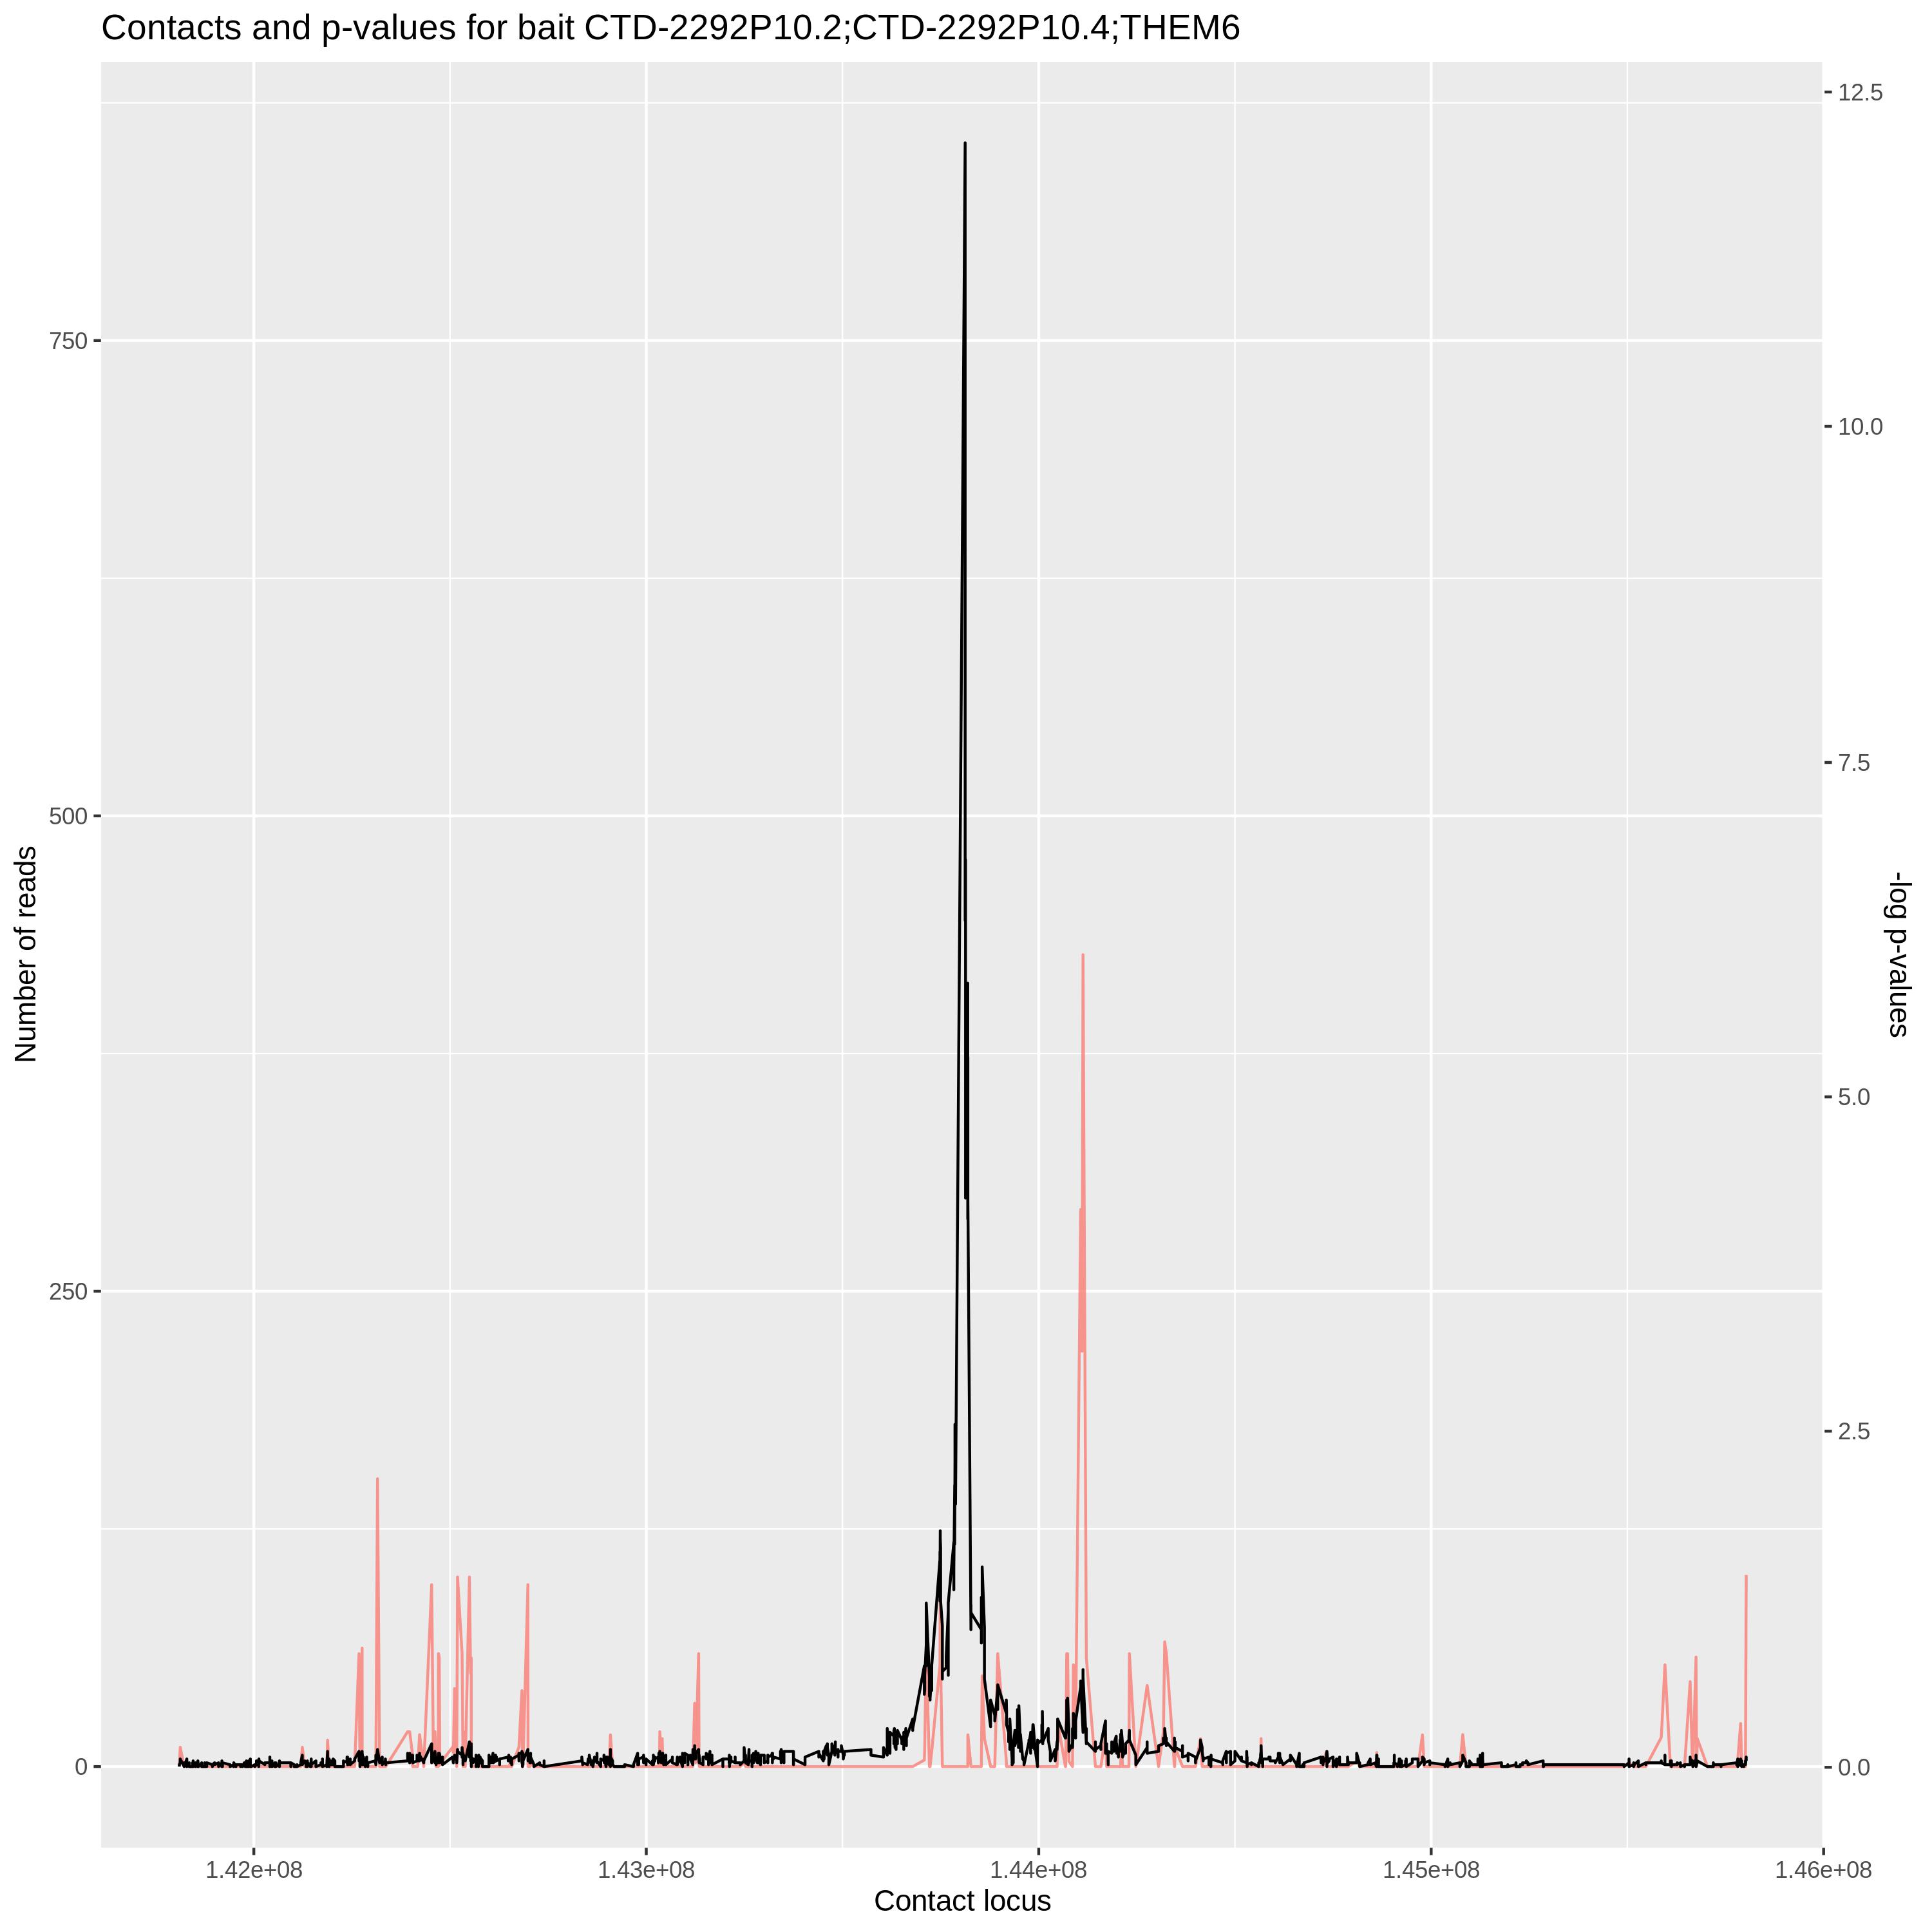 Contacts and p-values for bait CTD-2292P10.2;CTD-2292P10.4;THEM6
12.5
750
10.0
7.5
500
Number of reads
-log p-values
5.0
250
2.5
0
0.0
1.42e+08
1.43e+08
1.44e+08
1.45e+08
1.46e+08
Contact locus